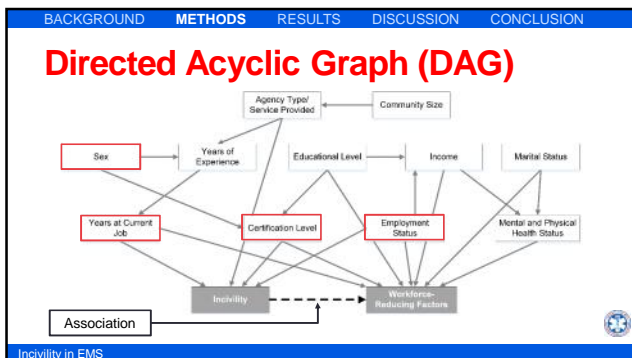 BACKGROUND METHODS RESULTS DISCUSSION CONCLUSION
Directed Acyclic Graph (DAG)
Agency Type/
Service Provided
Community Size
Sex
Years of
Experience
Educational Level
Income
Marital Status
Years at Current
Job
Certification Level
Employment
Status
Mental and Physical
Health Status
Incivility
Workforce-
Reducing Factors
Association
Incivility in EMS